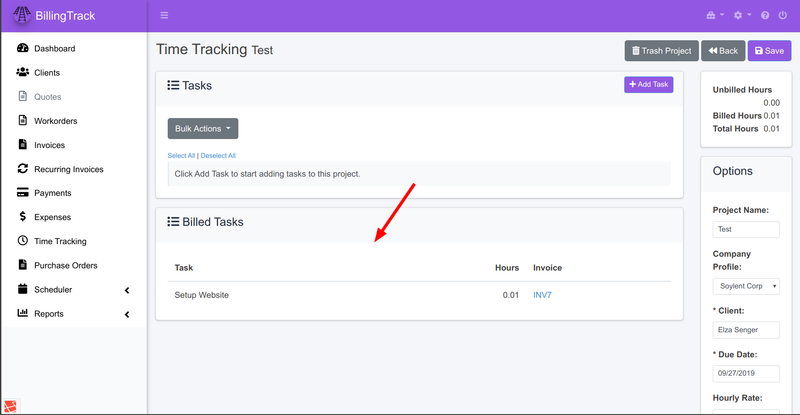 BillingTrack
Dashboard
Clients
Quotes
Workorders
Invoices
Recurring Invoices
Payments
Expenses
Time Tracking
Purchase Orders
Scheduler
Reports
Time Tracking Test
Trash Project
Back
Save
Tasks
Add Task
Bulk Actions
Select All | Deselect All
Click Add Task to start adding tasks to this project.
Billed Tasks
Task Hours Invoice
Setup Website 0.01 INV7
Unbilled Hours
0.00
Billed Hours 0.01
Total Hours 0.01
Options
Project Name:
Test
Company
Profile:
Soylent Corp
* Client:
Elza Senger
* Due Date:
09/27/2019
Hourly Rate: